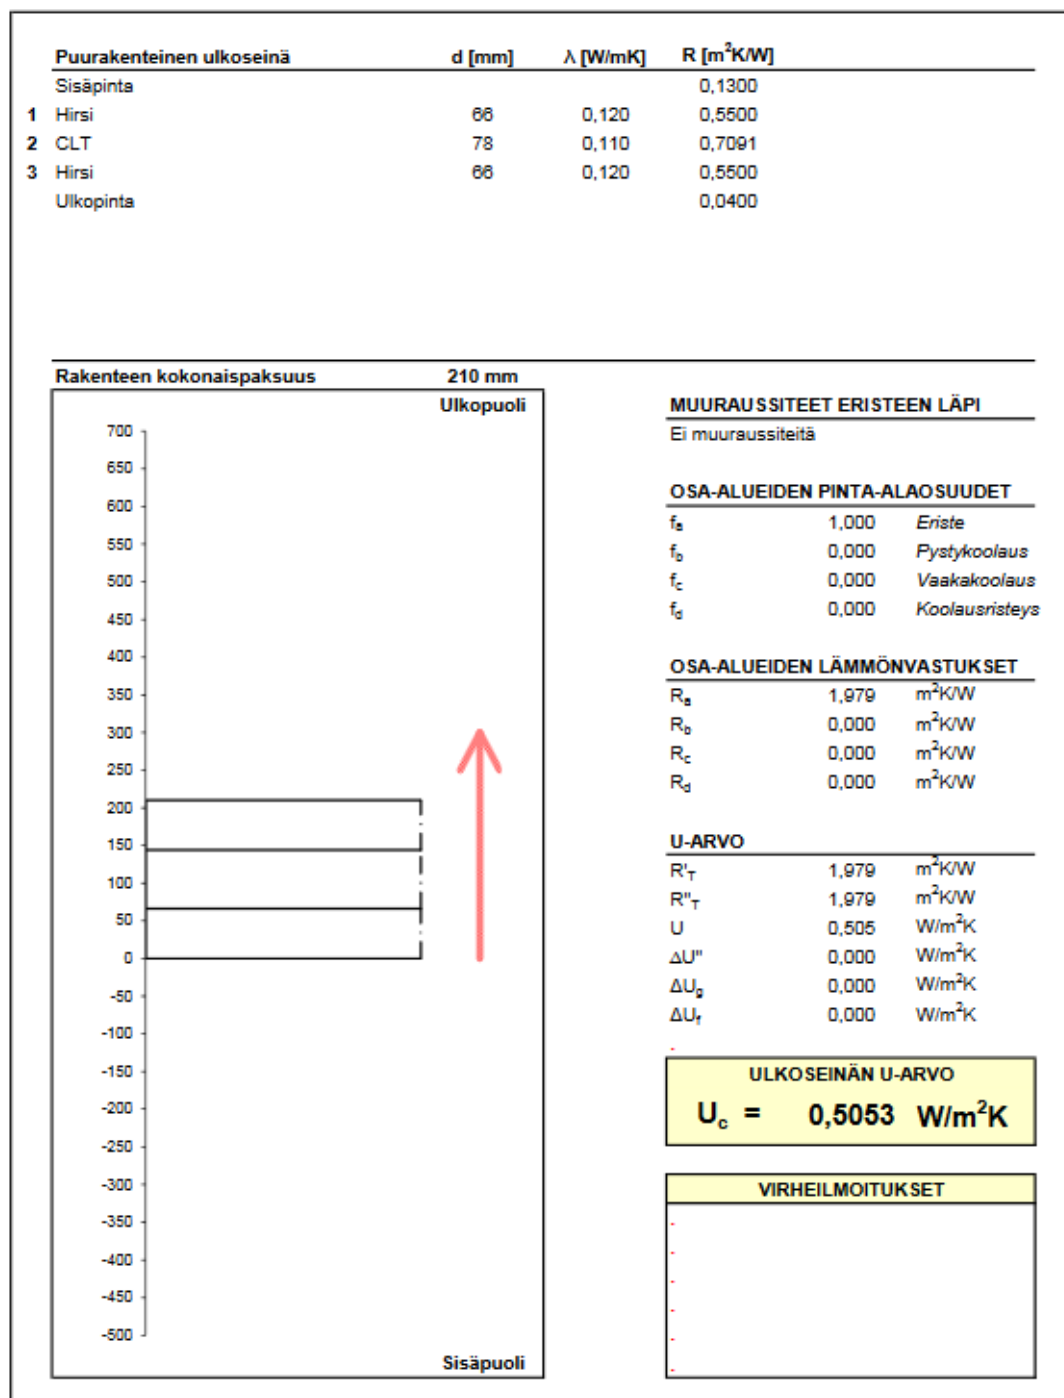 Puurakenteinen ulkoseinä d [mm] λ [W/mK] R [m²K/W]
Sisäpinta 0,1300
1 Hirsi 66 0,120 0,5500
2 CLT 78 0,110 0,7091
3 Hirsi 66 0,120 0,5500
Ulkopinta 0,0400
Rakenteen kokonaispaksuus 210 mm
Ulkopuoli
700
650
600
550
500
450
400
350
300
250
200
150
100
50
0
-50
-100
-150
-200
-250
-300
-350
-400
-450
-500
Sisäpuoli
MUURAUSSITEET ERISTEEN LÄPI
Ei muuraussiteitä
OSA-ALUEIDEN PINTA-ALAOSUUDET
fa 1,000 Eriste
fb 0,000 Pystykoolaus
fc 0,000 Vaakakoolaus
fd 0,000 Koolausristeys
OSA-ALUEIDEN LÄMMÖNVASTUKSET
Ra 1,979 m²K/W
Rb 0,000 m²K/W
Rc 0,000 m²K/W
Rd 0,000 m²K/W
U-ARVO
R'T 1,979 m²K/W
R"T 1,979 m²K/W
U 0,505 W/m²K
ΔU" 0,000 W/m²K
ΔUg 0,000 W/m²K
ΔUf 0,000 W/m²K
-
ULKOSEINÄN U-ARVO
Uc = 0,5053 W/m²K
VIRHEILMOITUKSET
-
-
-
-
-
-